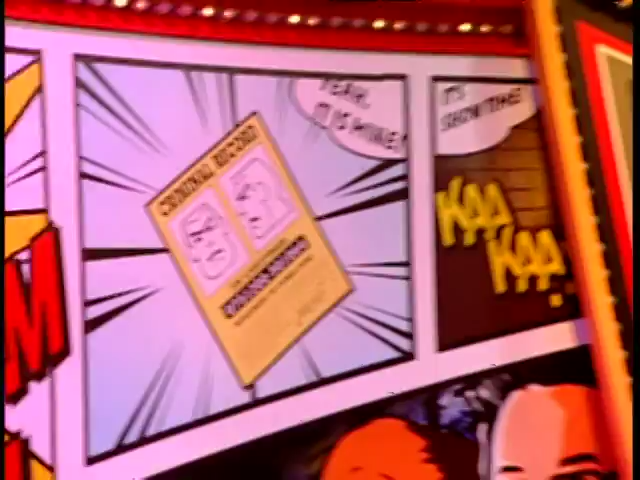 M
CRIMINAL RECORD
YEAH,
IT IS MINE!
IT'S
SHOW TIME!
KAA
KAA